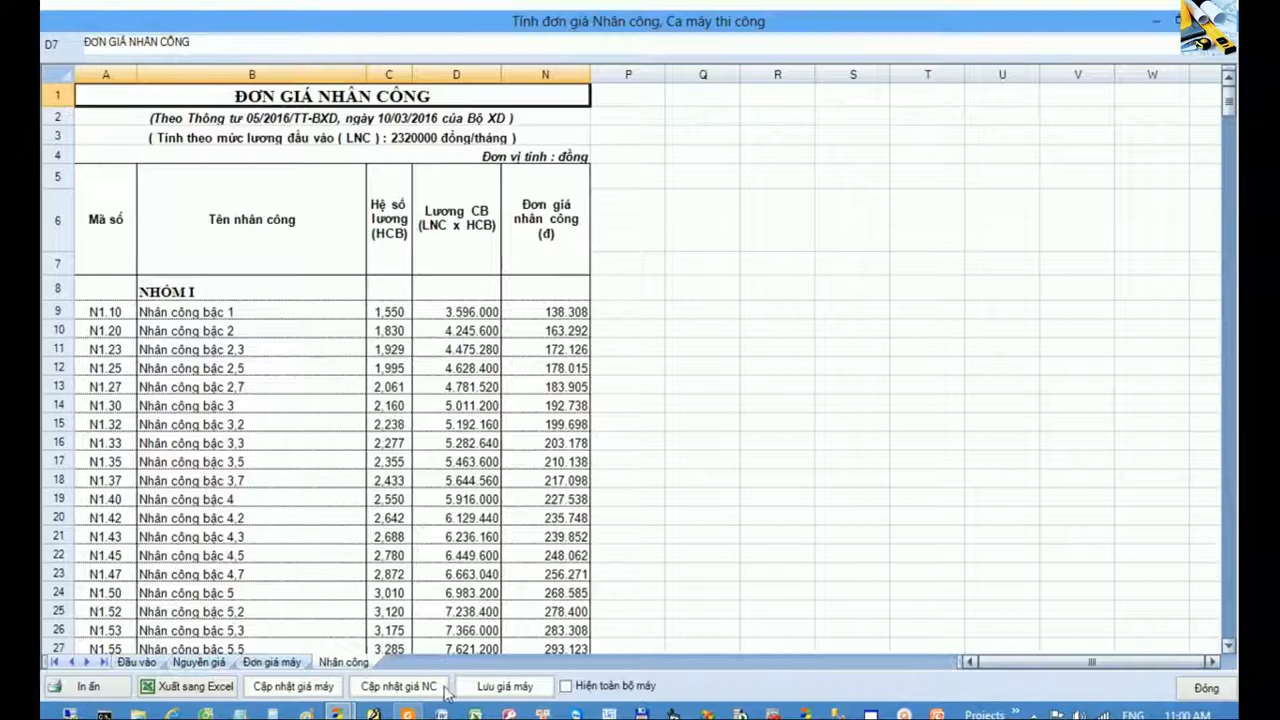 Tính đơn giá Nhân công, Ca máy thi công
D7 ĐƠN GIÁ NHÂN CÔNG
A B C D N P Q R S T U V W
1 ĐƠN GIÁ NHÂN CÔNG
2 (Theo Thông tư 05/2016/TT-BXD, ngày 10/03/2016 của Bộ XD )
3 ( Tính theo mức lương đầu vào ( LNC ) : 2320000 đồng/tháng )
4 Đơn vị tính : đồng
5
6 Mã số Tên nhân công Hệ số lương (HCB) Lương CB (LNC x HCB) Đơn giá nhân công (đ)
7
8 NHÓM I
9 N1.10 Nhân công bậc 1 1,550 3.596.000 138.308
10 N1.20 Nhân công bậc 2 1,830 4.245.600 163.292
11 N1.23 Nhân công bậc 2,3 1,929 4.475.280 172.126
12 N1.25 Nhân công bậc 2,5 1,995 4.628.400 178.015
13 N1.27 Nhân công bậc 2,7 2,061 4.781.520 183.905
14 N1.30 Nhân công bậc 3 2,160 5.011.200 192.738
15 N1.32 Nhân công bậc 3,2 2,238 5.192.160 199.698
16 N1.33 Nhân công bậc 3,3 2,277 5.282.640 203.178
17 N1.35 Nhân công bậc 3,5 2,355 5.463.600 210.138
18 N1.37 Nhân công bậc 3,7 2,433 5.644.560 217.098
19 N1.40 Nhân công bậc 4 2,550 5.916.000 227.538
20 N1.42 Nhân công bậc 4,2 2,642 6.129.440 235.748
21 N1.43 Nhân công bậc 4,3 2,688 6.236.160 239.852
22 N1.45 Nhân công bậc 4,5 2,780 6.449.600 248.062
23 N1.47 Nhân công bậc 4,7 2,872 6.663.040 256.271
24 N1.50 Nhân công bậc 5 3,010 6.983.200 268.585
25 N1.52 Nhân công bậc 5,2 3,120 7.238.400 278.400
26 N1.53 Nhân công bậc 5,3 3,175 7.366.000 283.308
27 N1.55 Nhân công bậc 5,5 3,285 7.621.200 293.123
Đầu vào Nguyên giá Đơn giá máy Nhân công
In ấn Xuất sang Excel Cập nhật giá máy Cập nhật giá NC Lưu giá máy Hiện toàn bộ máy Đóng
Projects ENG 11:00 AM